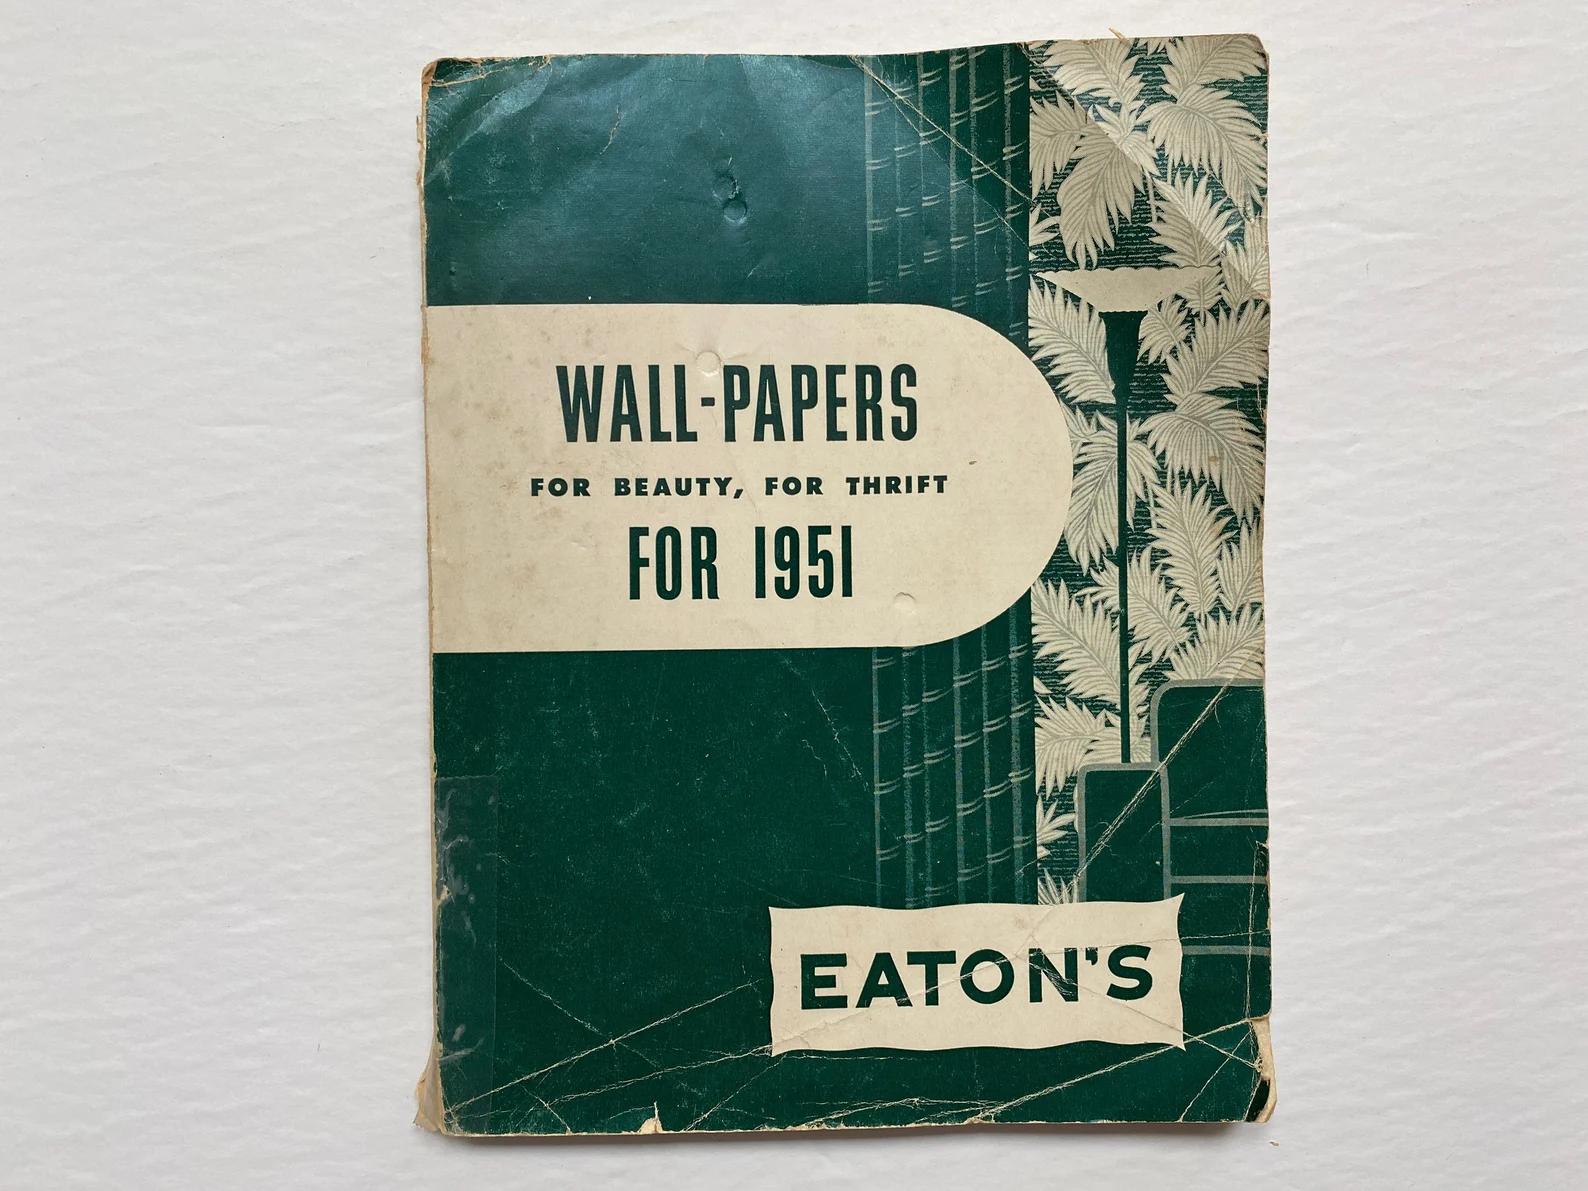 WALL-PAPERS
FOR BEAUTY, FOR THRIFT
FOR 1951
EATON'S